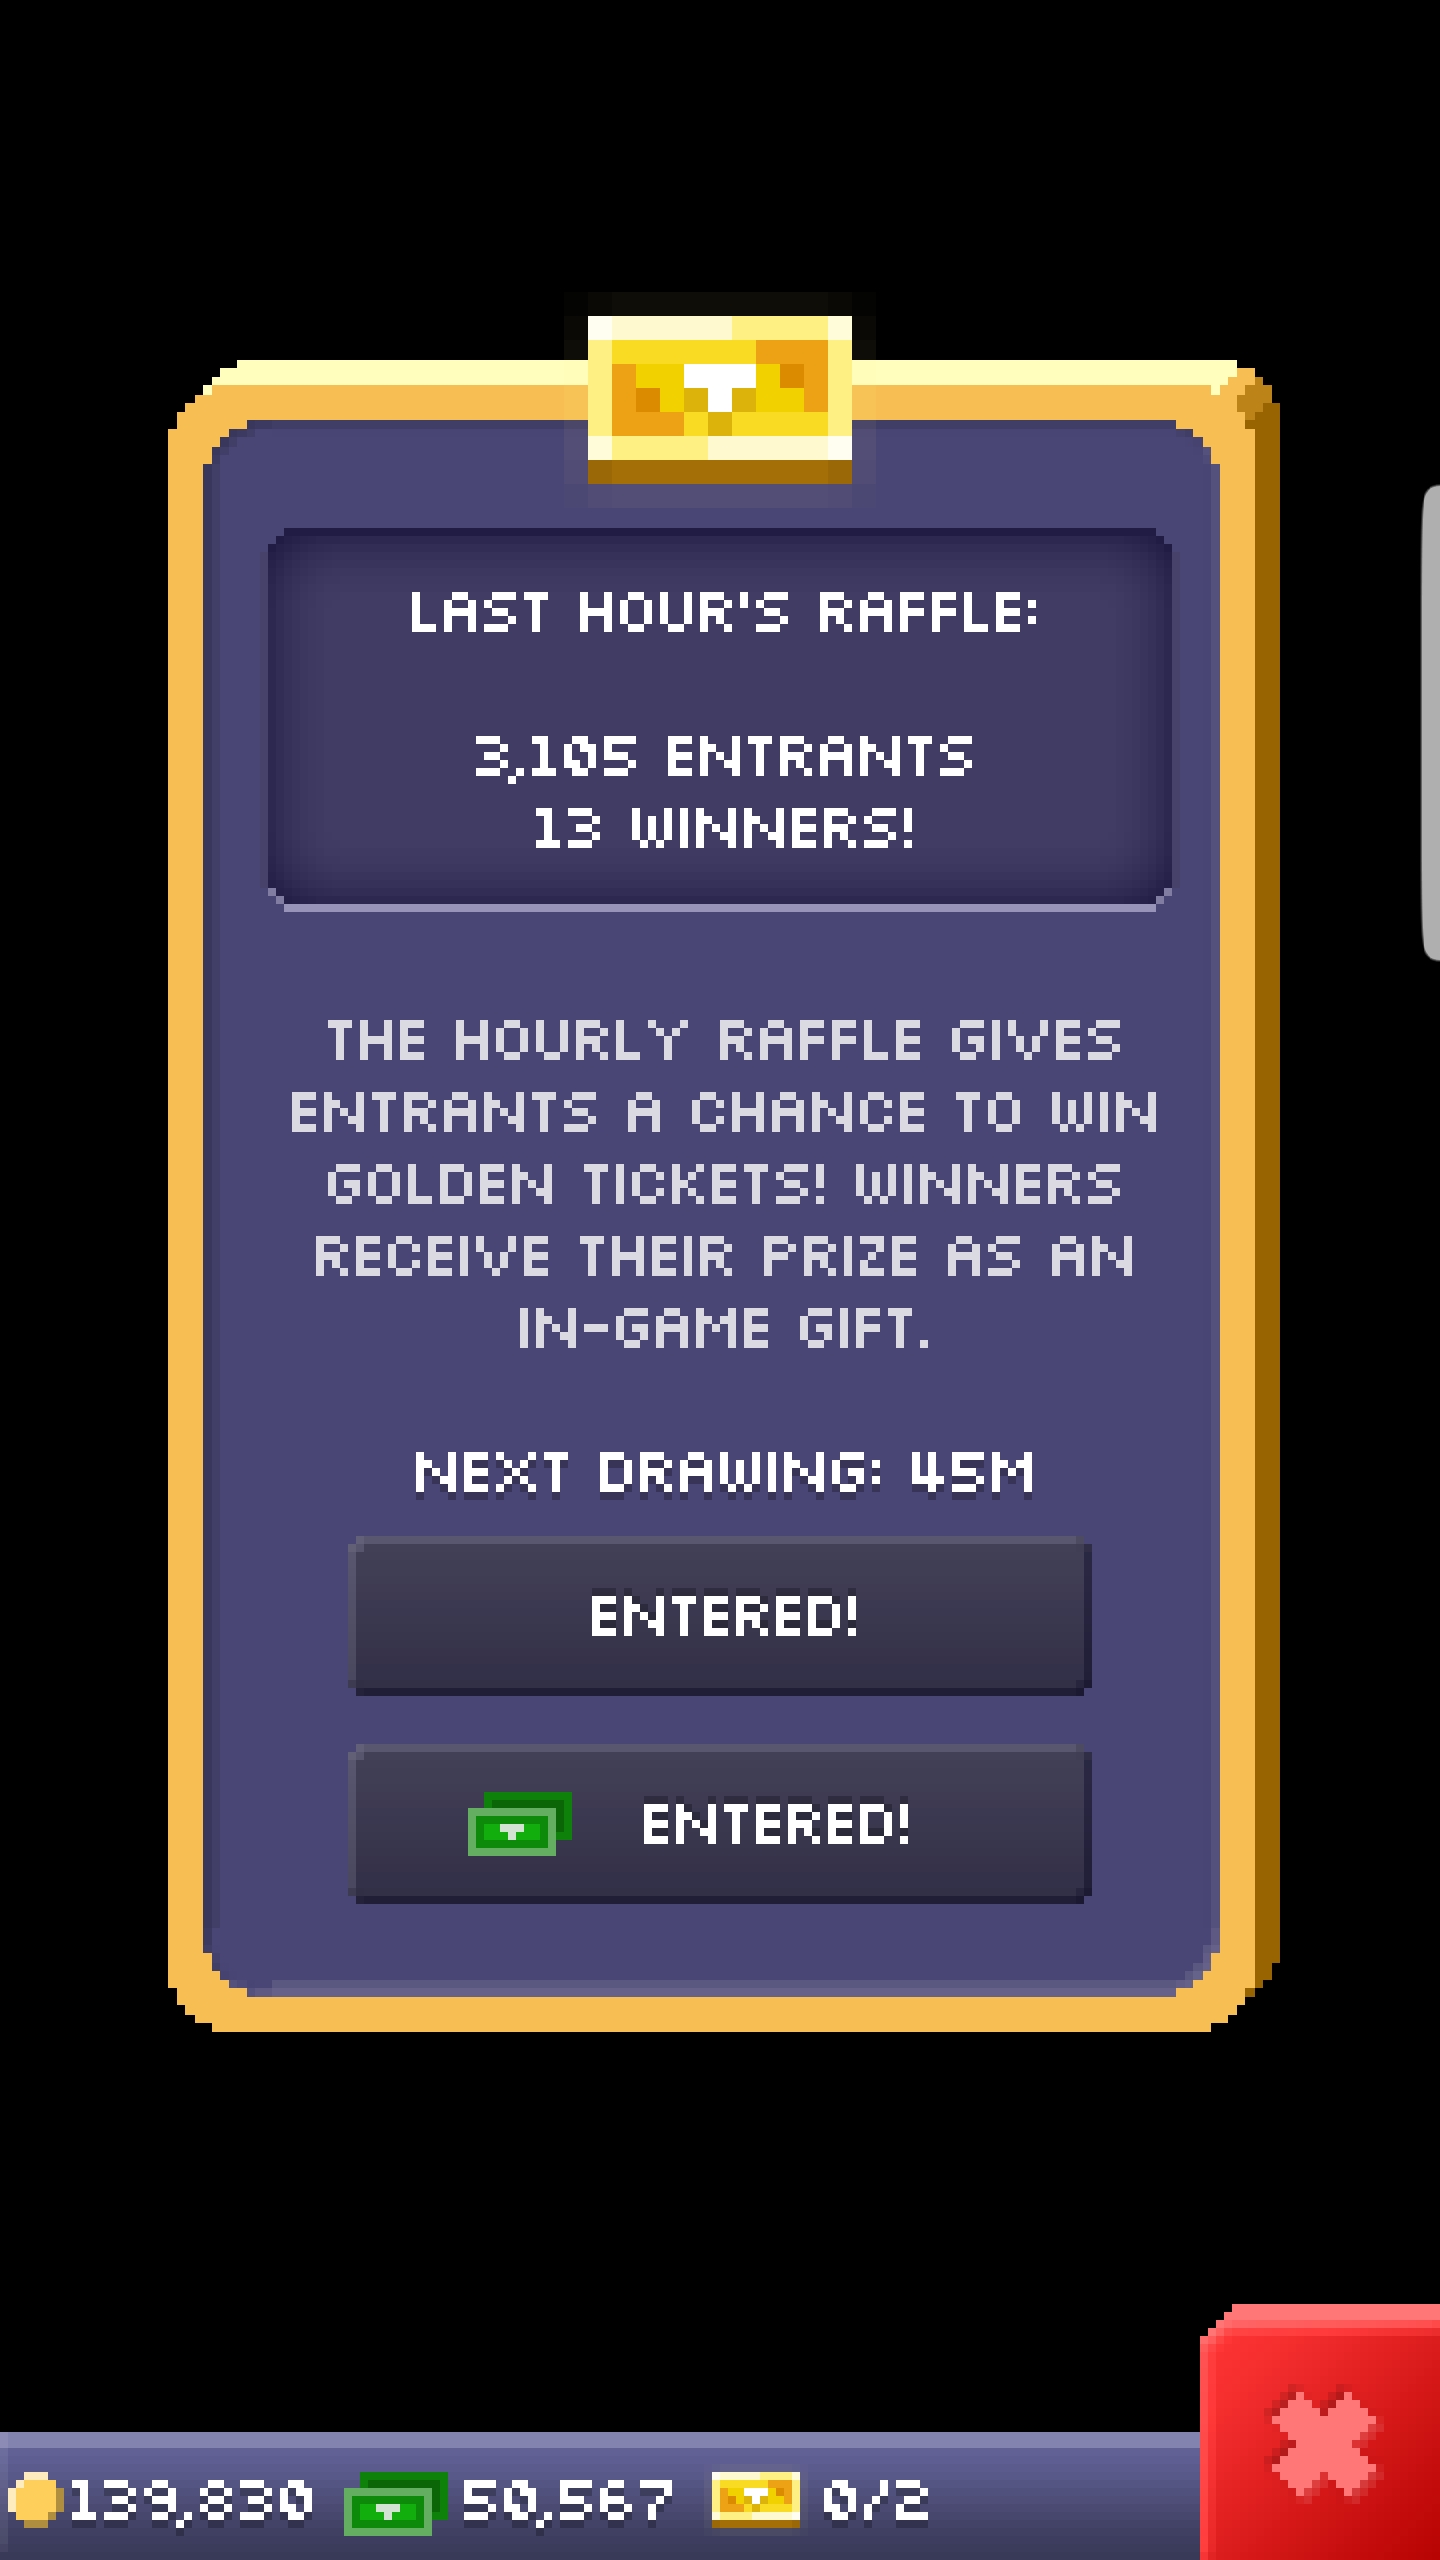 LAST HOUR'S RAFFLE:
3,105 ENTRANTS
13 WINNERS!
THE HOURLY RAFFLE GIVES
ENTRANTS A CHANCE TO WIN
GOLDEN TICKETS! WINNERS
RECEIVE THEIR PRIZE AS AN
IN-GAME GIFT.
NEXT DRAWING: 45M
ENTERED!
ENTERED!
139,830 50,567 0/2